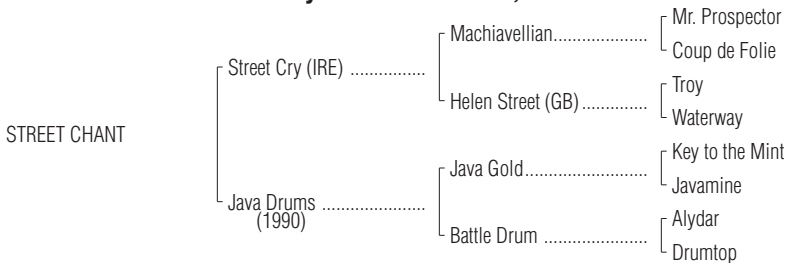 Mr. Prospector
Machiavellian....................
Coup de Folie
Street Cry (IRE) ................
Troy
Helen Street (GB)..............
Waterway
STREET CHANT
Key to the Mint
Java Gold..........................
Javamine
Java Drums ......................
(1990)
Alydar
Battle Drum ......................
Drumtop